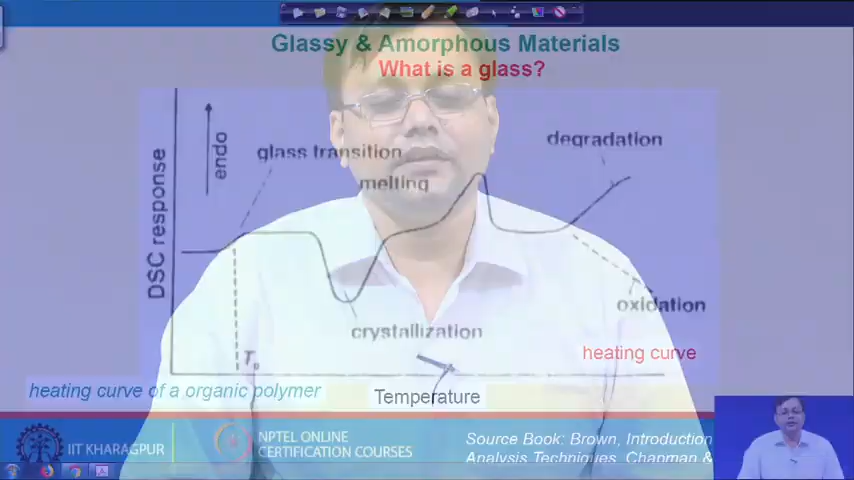 Glassy & Amorphous Materials
What is a glass?
endo
glass transition
degradation
melting
DSC response
crystallization
oxidation
heating curve
heating curve of a organic polymer
Temperature
IIT KHARAGPUR
NPTEL ONLINE
CERTIFICATION COURSES
Source Book: Brown, Introduction
Analysis Techniques, Chapman &